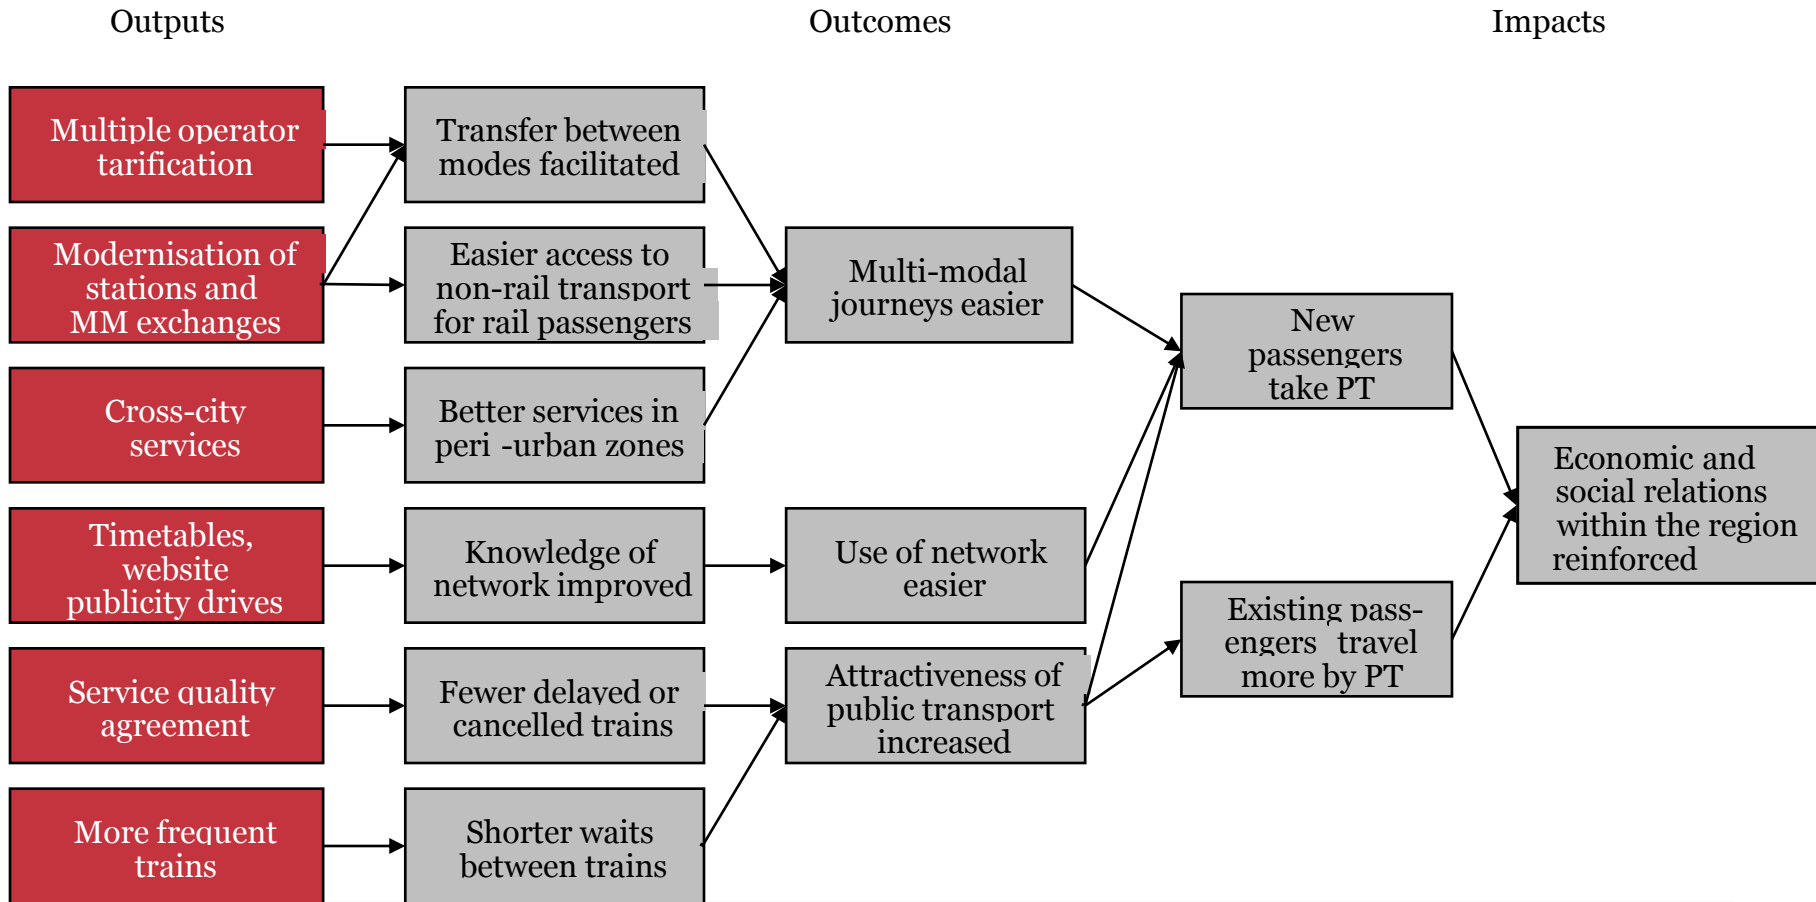 Outputs
Outcomes
Impacts
Multiple operator
tarification
Transfer between
modes facilitated
Modernisation of
stations and
MM exchanges
Easier access to
non-rail transport
for rail passengers
Multi-modal
journeys easier
New
passengers
take PT
Cross-city
services
Better services in
peri -urban zones
Economic and
social relations
within the region
reinforced
Timetables,
website
publicity drives
Knowledge of
network improved
Use of network
easier
Existing pass-
engers travel
more by PT
Service quality
agreement
Fewer delayed or
cancelled trains
Attractiveness of
public transport
increased
More frequent
trains
Shorter waits
between trains